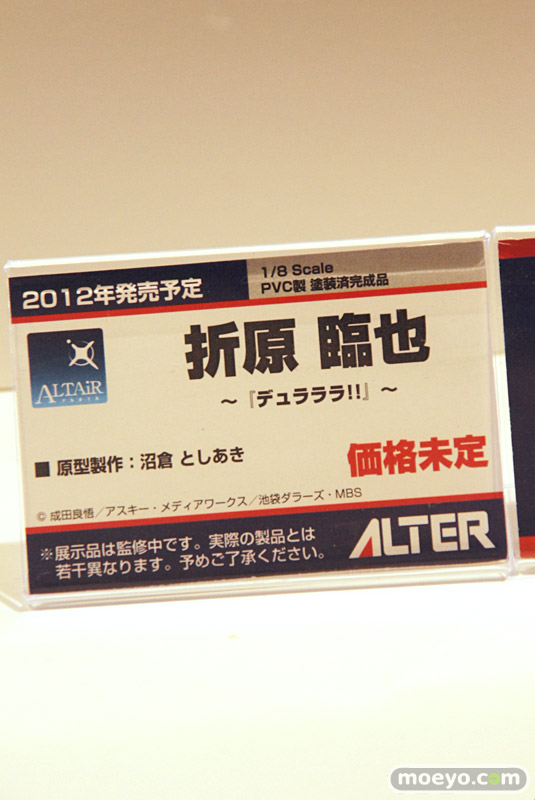 2012年発売予定
1/8 Scale
PVC製 塗装済完成品
ALTAiR
折原 臨也
～『デュラララ!!』～
■ 原型製作：沼倉 としあき
価格未定
© 成田良悟／アスキー・メディアワークス／池袋ダラーズ・MBS
※展示品は監修中です。実際の製品とは
若干異なります。予めご了承ください。
ALTER
moeyo.com